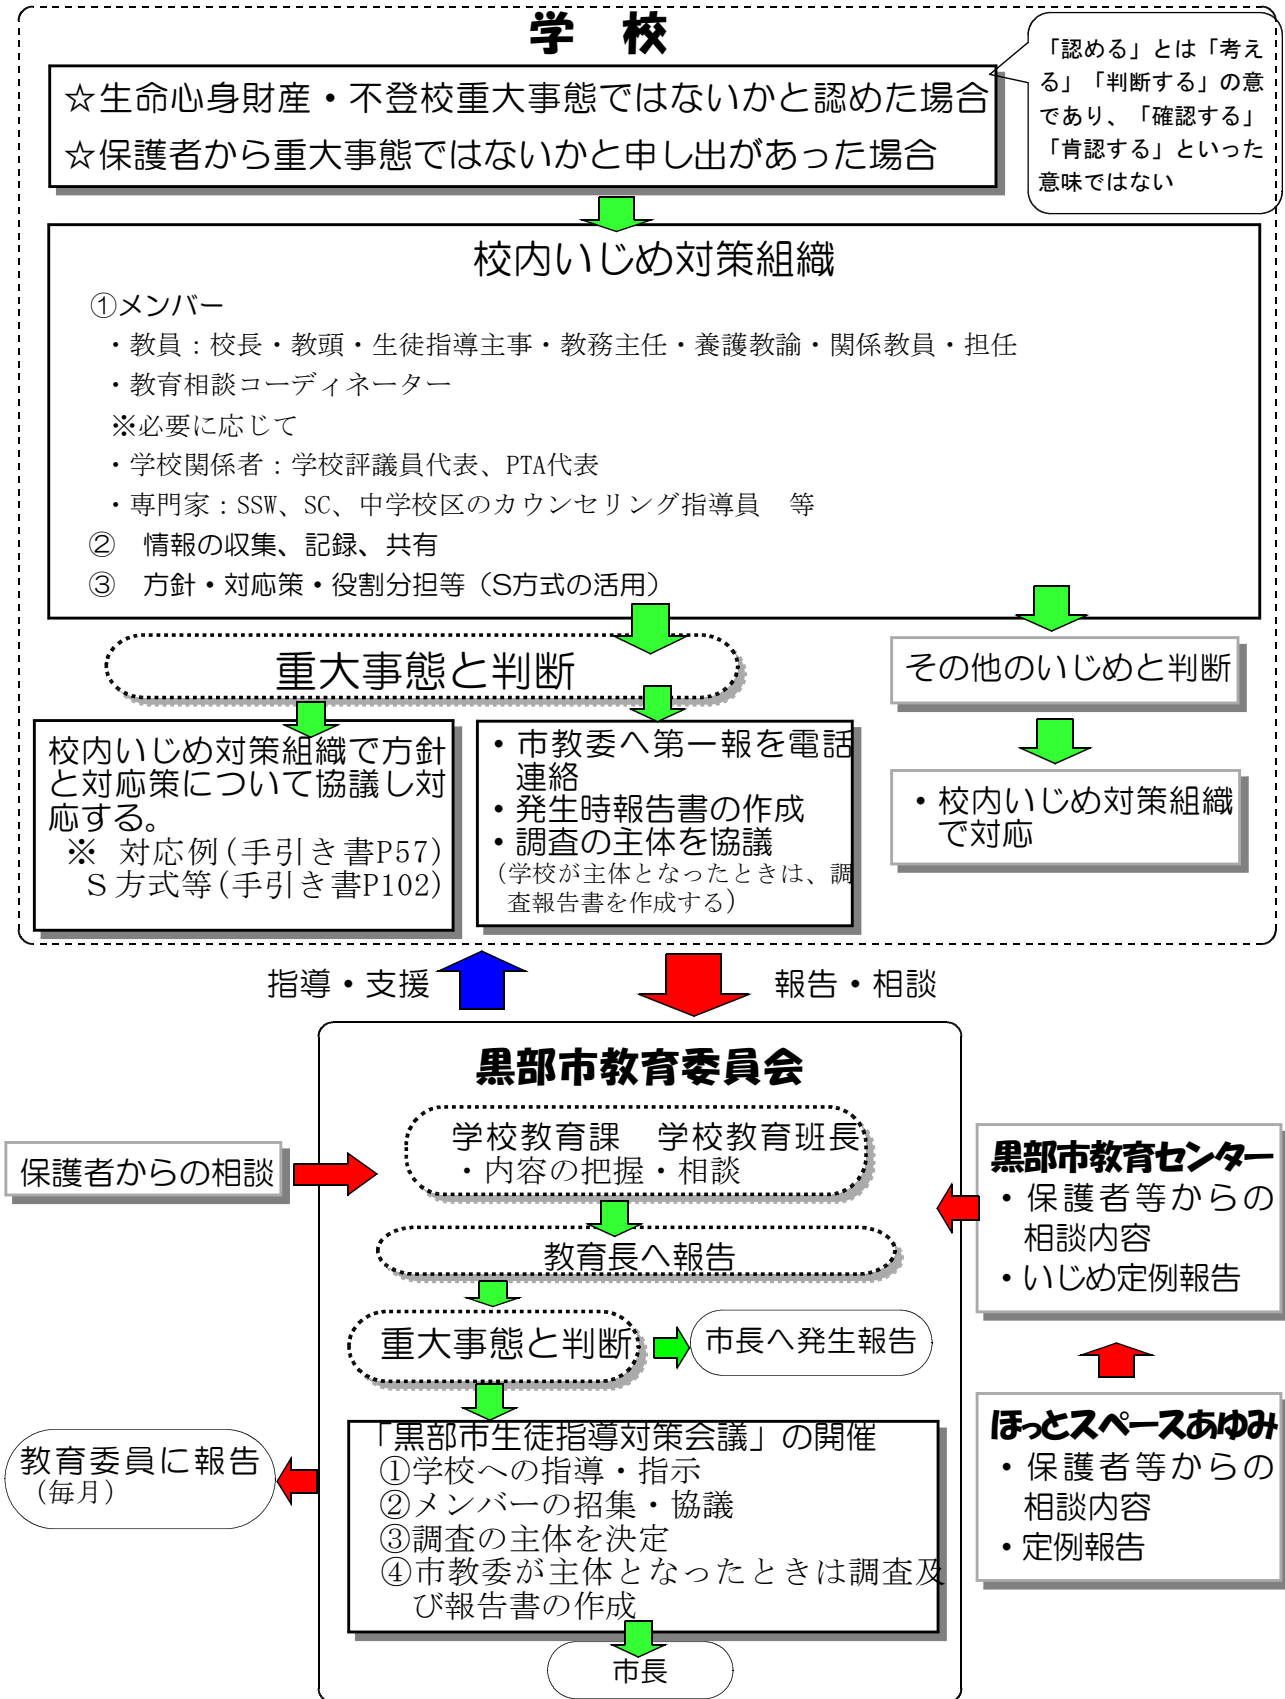 学 校
「認める」とは「考え
る」「判断する」の意
であり、「確認する」
「肯認する」といった
意味ではない
☆生命心身財産・不登校重大事態ではないかと認めた場合
☆保護者から重大事態ではないかと申し出があった場合
校内いじめ対策組織
①メンバー
・教員：校長・教頭・生徒指導主事・教務主任・養護教諭・関係教員・担任
・教育相談コーディネーター
※必要に応じて
・学校関係者：学校評議員代表、PTA代表
・専門家：SSW、SC、中学校区のカウンセリング指導員 等
② 情報の収集、記録、共有
③ 方針・対応策・役割分担等（S方式の活用）
重大事態と判断
その他のいじめと判断
校内いじめ対策組織で方針
と対応策について協議し対
応する。
※ 対応例(手引き書P57)
Ｓ方式等(手引き書P102)
・市教委へ第一報を電話
連絡
・発生時報告書の作成
・調査の主体を協議
(学校が主体となったときは、調
査報告書を作成する)
・校内いじめ対策組織
で対応
指導・支援
報告・相談
黒部市教育委員会
学校教育課 学校教育班長
・内容の把握・相談
保護者からの相談
教育長へ報告
重大事態と判断
市長へ発生報告
黒部市教育センター
・保護者等からの
相談内容
・いじめ定例報告
「黒部市生徒指導対策会議」の開催
①学校への指導・指示
②メンバーの招集・協議
③調査の主体を決定
④市教委が主体となったときは調査及
び報告書の作成
教育委員に報告
（毎月）
ほっとスペースあゆみ
・保護者等からの
相談内容
・定例報告
市長